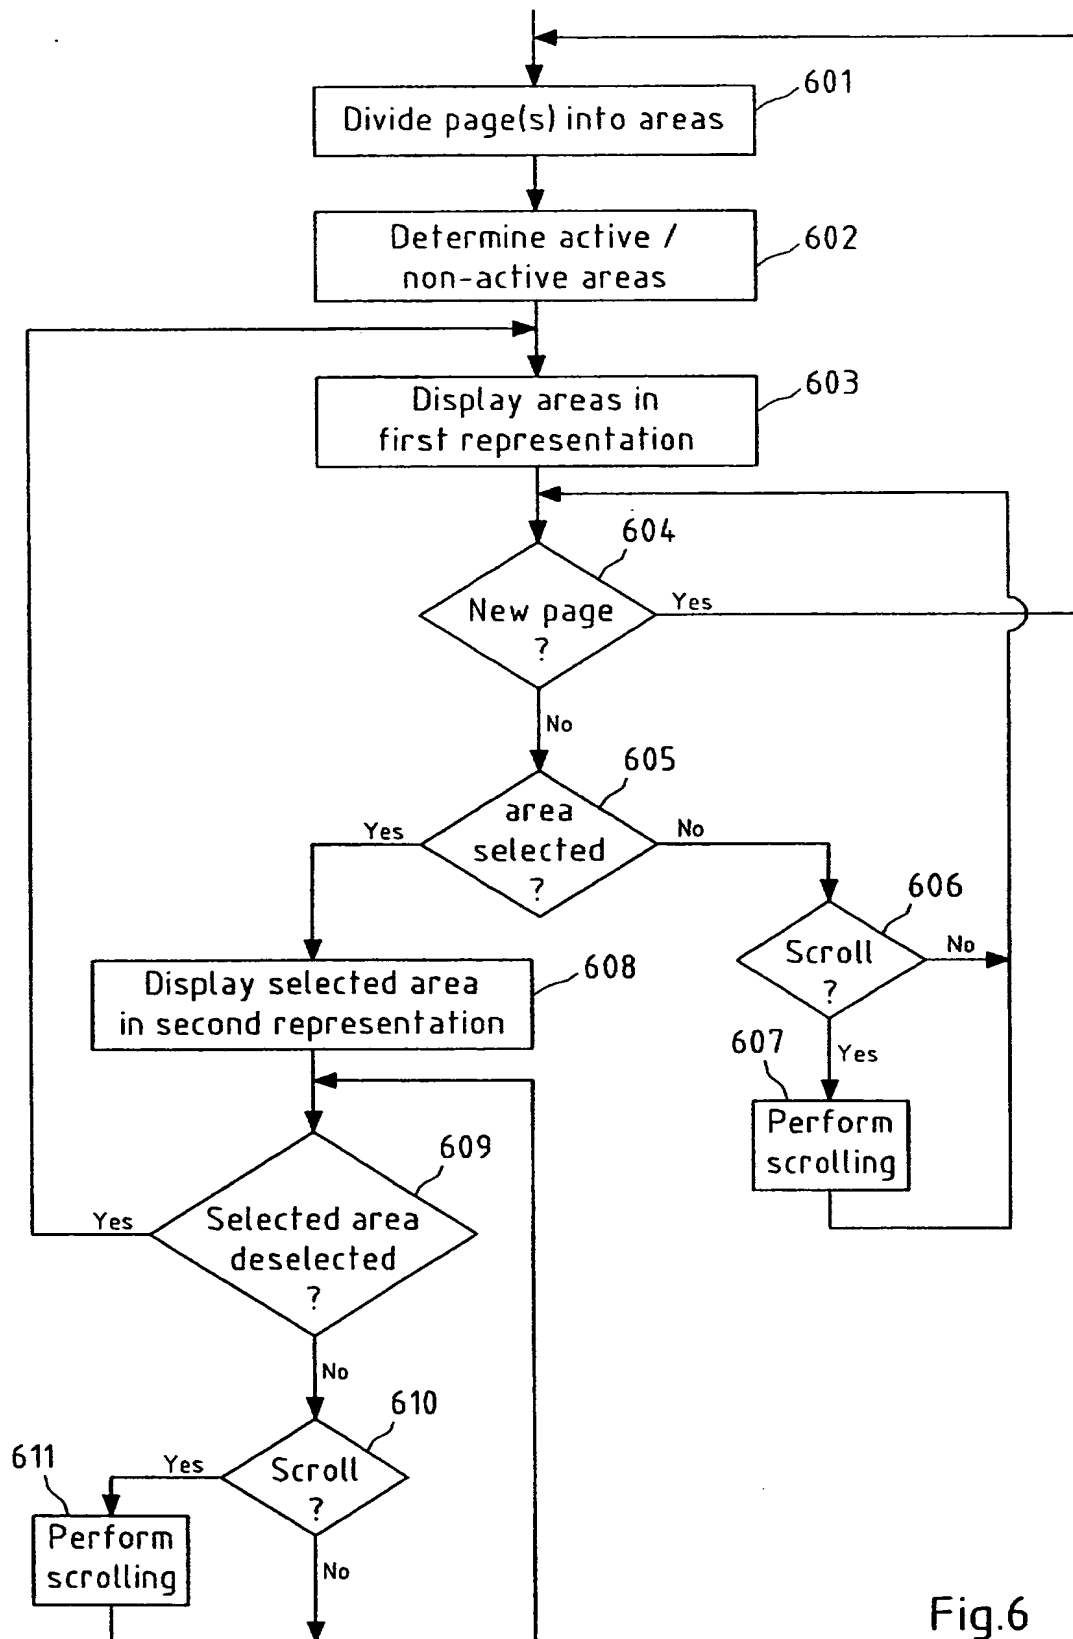 601
Divide page(s) into areas
Determine active /
non-active areas
602
Display areas in
first representation
603
604
New page
?
Yes
No
605
area
selected
?
Yes
No
606
Scroll
?
No
Yes
607
Perform
scrolling
Display selected area
in second representation
608
609
Selected area
deselected
?
Yes
No
610
Scroll
?
Yes
No
611
Perform
scrolling
Fig.6